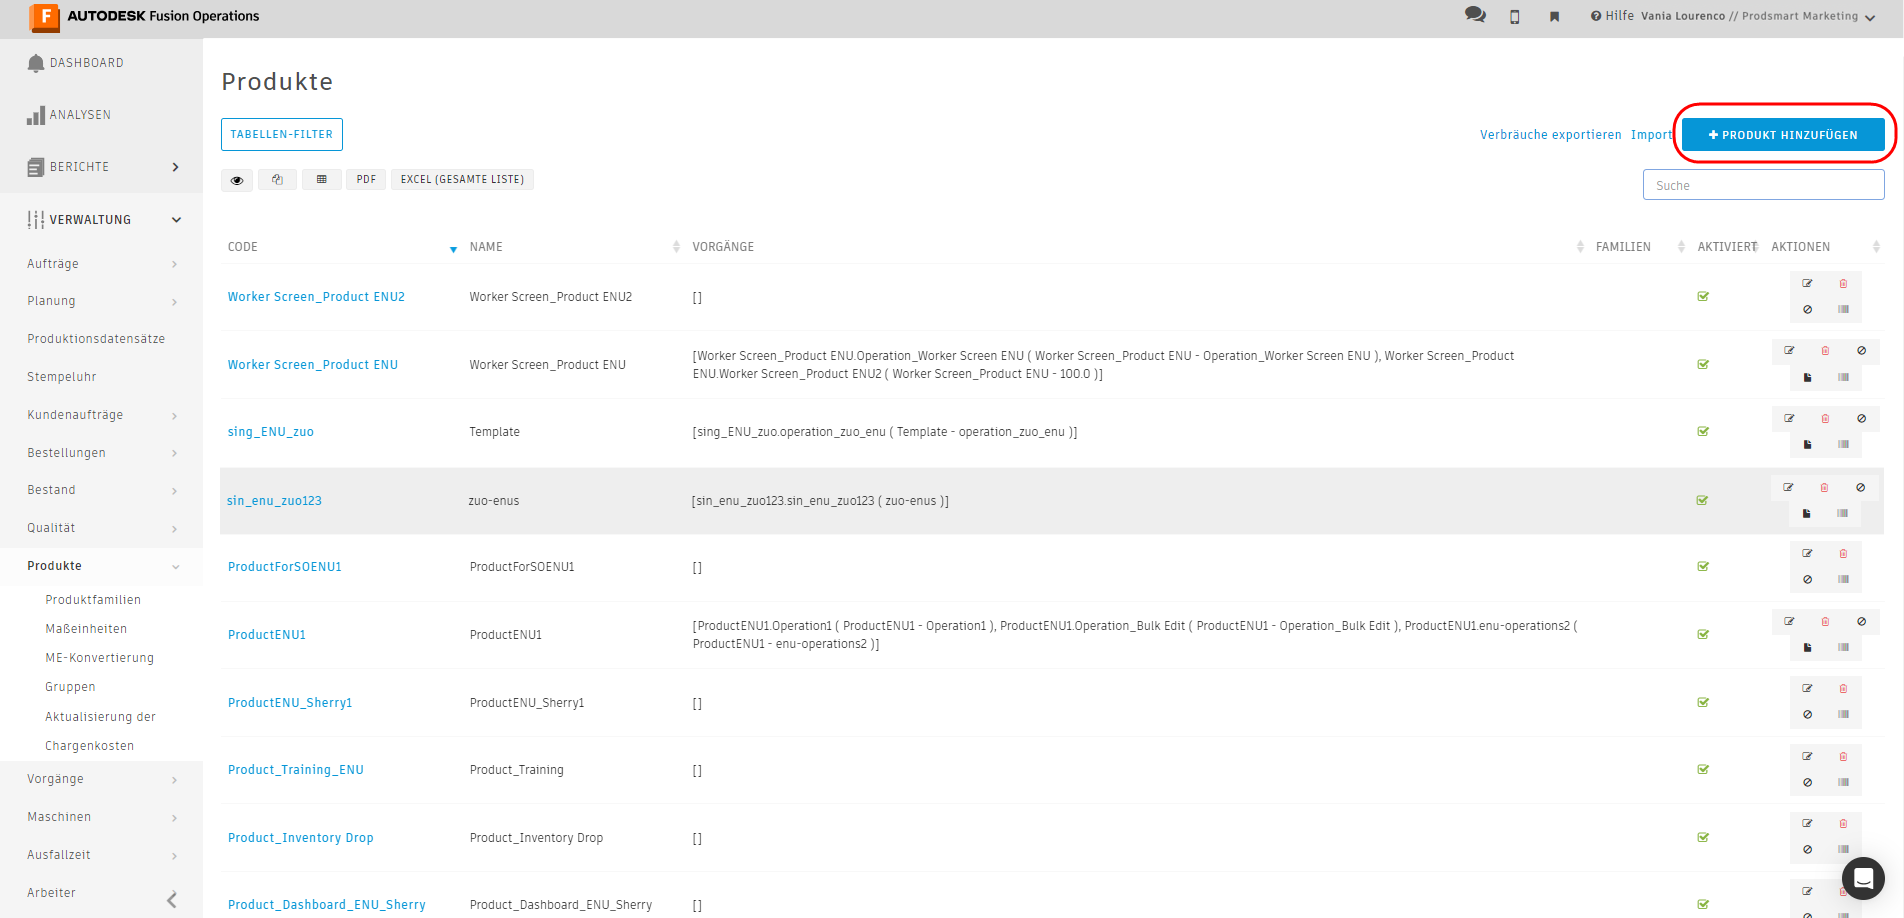 AUTODESK Fusion Operations
Hilfe Vania Lourenco // Prodsmart Marketing
DASHBOARD
ANALYSEN
BERICHTE
VERWALTUNG
Aufträge
Planung
Produktionsdatensätze
Stempeluhr
Kundenaufträge
Bestellungen
Bestand
Qualität
Produkte
Produktfamilien
Maßeinheiten
ME-Konvertierung
Gruppen
Aktualisierung der
Chargenkosten
Vorgänge
Maschinen
Ausfallzeit
Arbeiter
Produkte
TABELLEN-FILTER
Verbräuche exportieren Import + PRODUKT HINZUFÜGEN
PDF EXCEL (GESAMTE LISTE)
Suche
CODE NAME VORGÄNGE FAMILIEN AKTIVIERT AKTIONEN
Worker Screen_Product ENU2 Worker Screen_Product ENU2 []
Worker Screen_Product ENU Worker Screen_Product ENU [Worker Screen_Product ENU.Operation_Worker Screen ENU ( Worker Screen_Product ENU - Operation_Worker Screen ENU ), Worker Screen_Product
ENU.Worker Screen_Product ENU2 ( Worker Screen_Product ENU - 100.0 )]
sing_ENU_zuo Template [sing_ENU_zuo.operation_zuo_enu ( Template - operation_zuo_enu )]
sin_enu_zuo123 zuo-enus [sin_enu_zuo123.sin_enu_zuo123 ( zuo-enus )]
ProductForSOENU1 ProductForSOENU1 []
ProductENU1 ProductENU1 [ProductENU1.Operation1 ( ProductENU1 - Operation1 ), ProductENU1.Operation_Bulk Edit ( ProductENU1 - Operation_Bulk Edit ), ProductENU1.enu-operations2 (
ProductENU1 - enu-operations2 )]
ProductENU_Sherry1 ProductENU_Sherry1 []
Product_Training_ENU Product_Training []
Product_Inventory Drop Product_Inventory Drop []
Product_Dashboard_ENU_Sherry Product_Dashboard_ENU_Sherry []